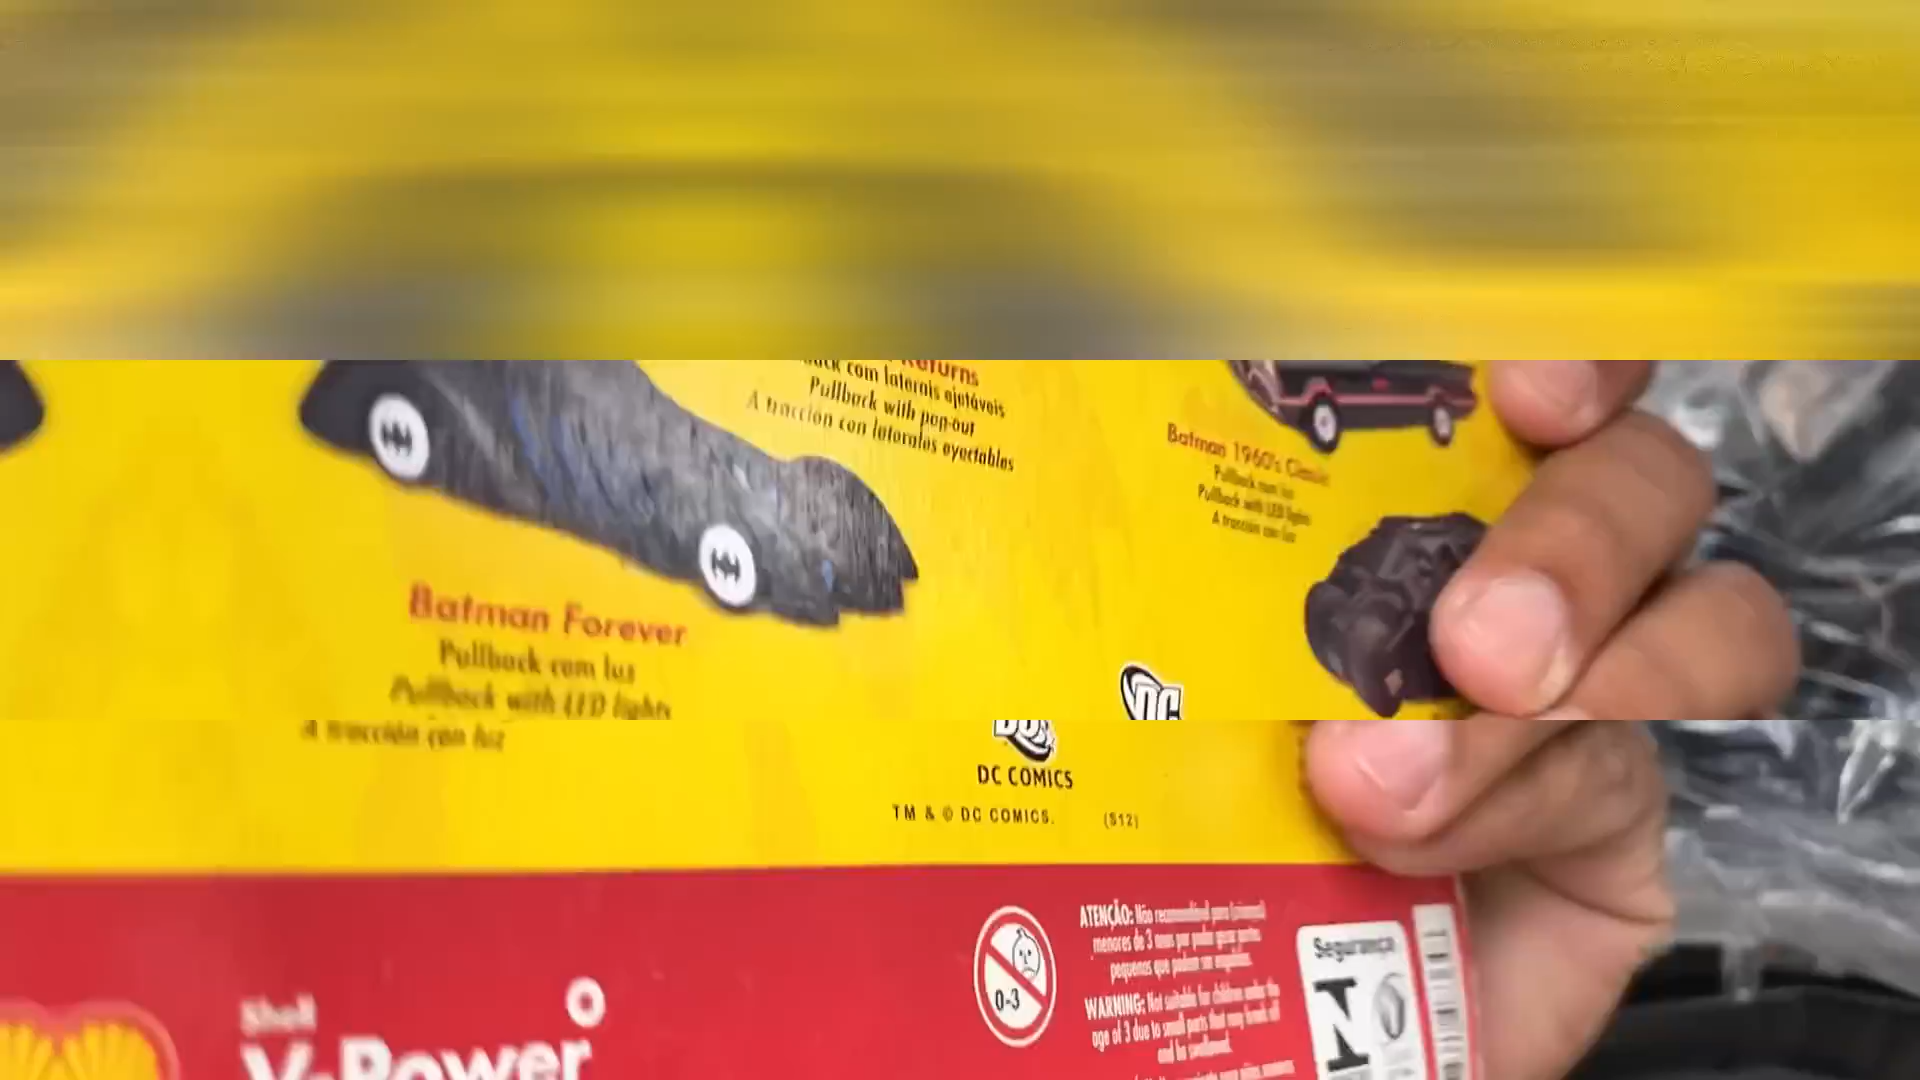 Returns
com laterais ejetáveis
Pullback with pop-out
A tracción con laterales eyectables
Batman 1960's Classic
Pullback com luz
Pullback with LED lights
A tracción con luz
Batman Forever
Pullback com luz
Pullback with LED lights
A tracción con luz
DC
DC COMICS
TM & © DC COMICS. (S12)
ATENÇÃO: Não recomendável para
menores de 3 anos por poder gerar partes
pequenas que podem ser engolidas.
WARNING: Not suitable for children under the
age of 3 due to small parts that may break off
and be swallowed.
0-3
Segurança
Shell
V-Power